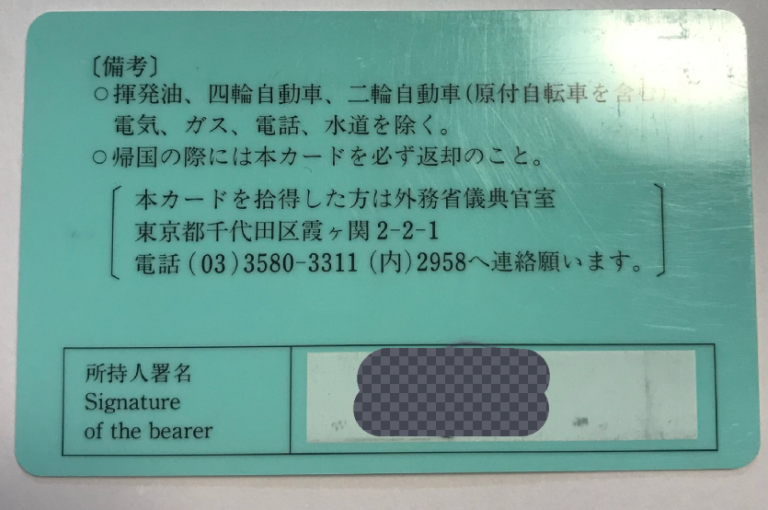 〔備考〕
○揮発油、四輪自動車、二輪自動車(原付自転車を含む)、
電気、ガス、電話、水道を除く。
○帰国の際には本カードを必ず返却のこと。
本カードを拾得した方は外務省儀典官室
東京都千代田区霞ヶ関2-2-1
電話(03)3580-3311(内)2958へ連絡願います。
所持人署名
Signature
of the bearer